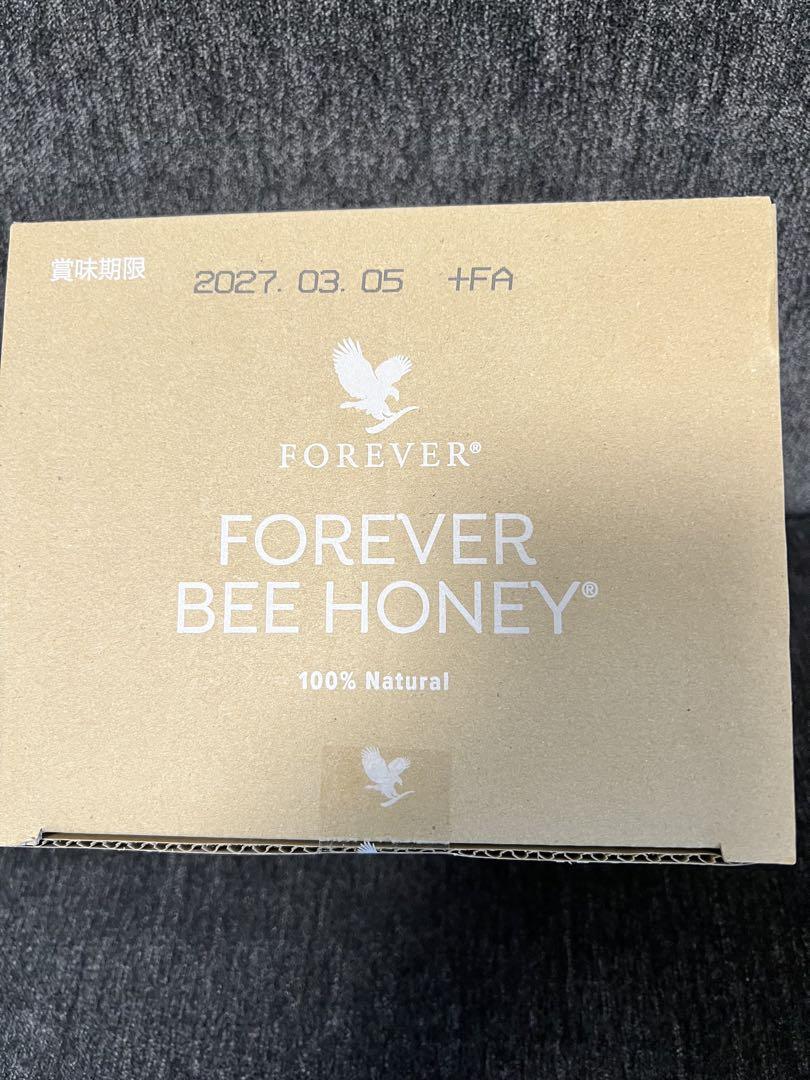 賞味期限 2027.03.05 +FA
FOREVER®
FOREVER
BEE HONEY®
100% Natural